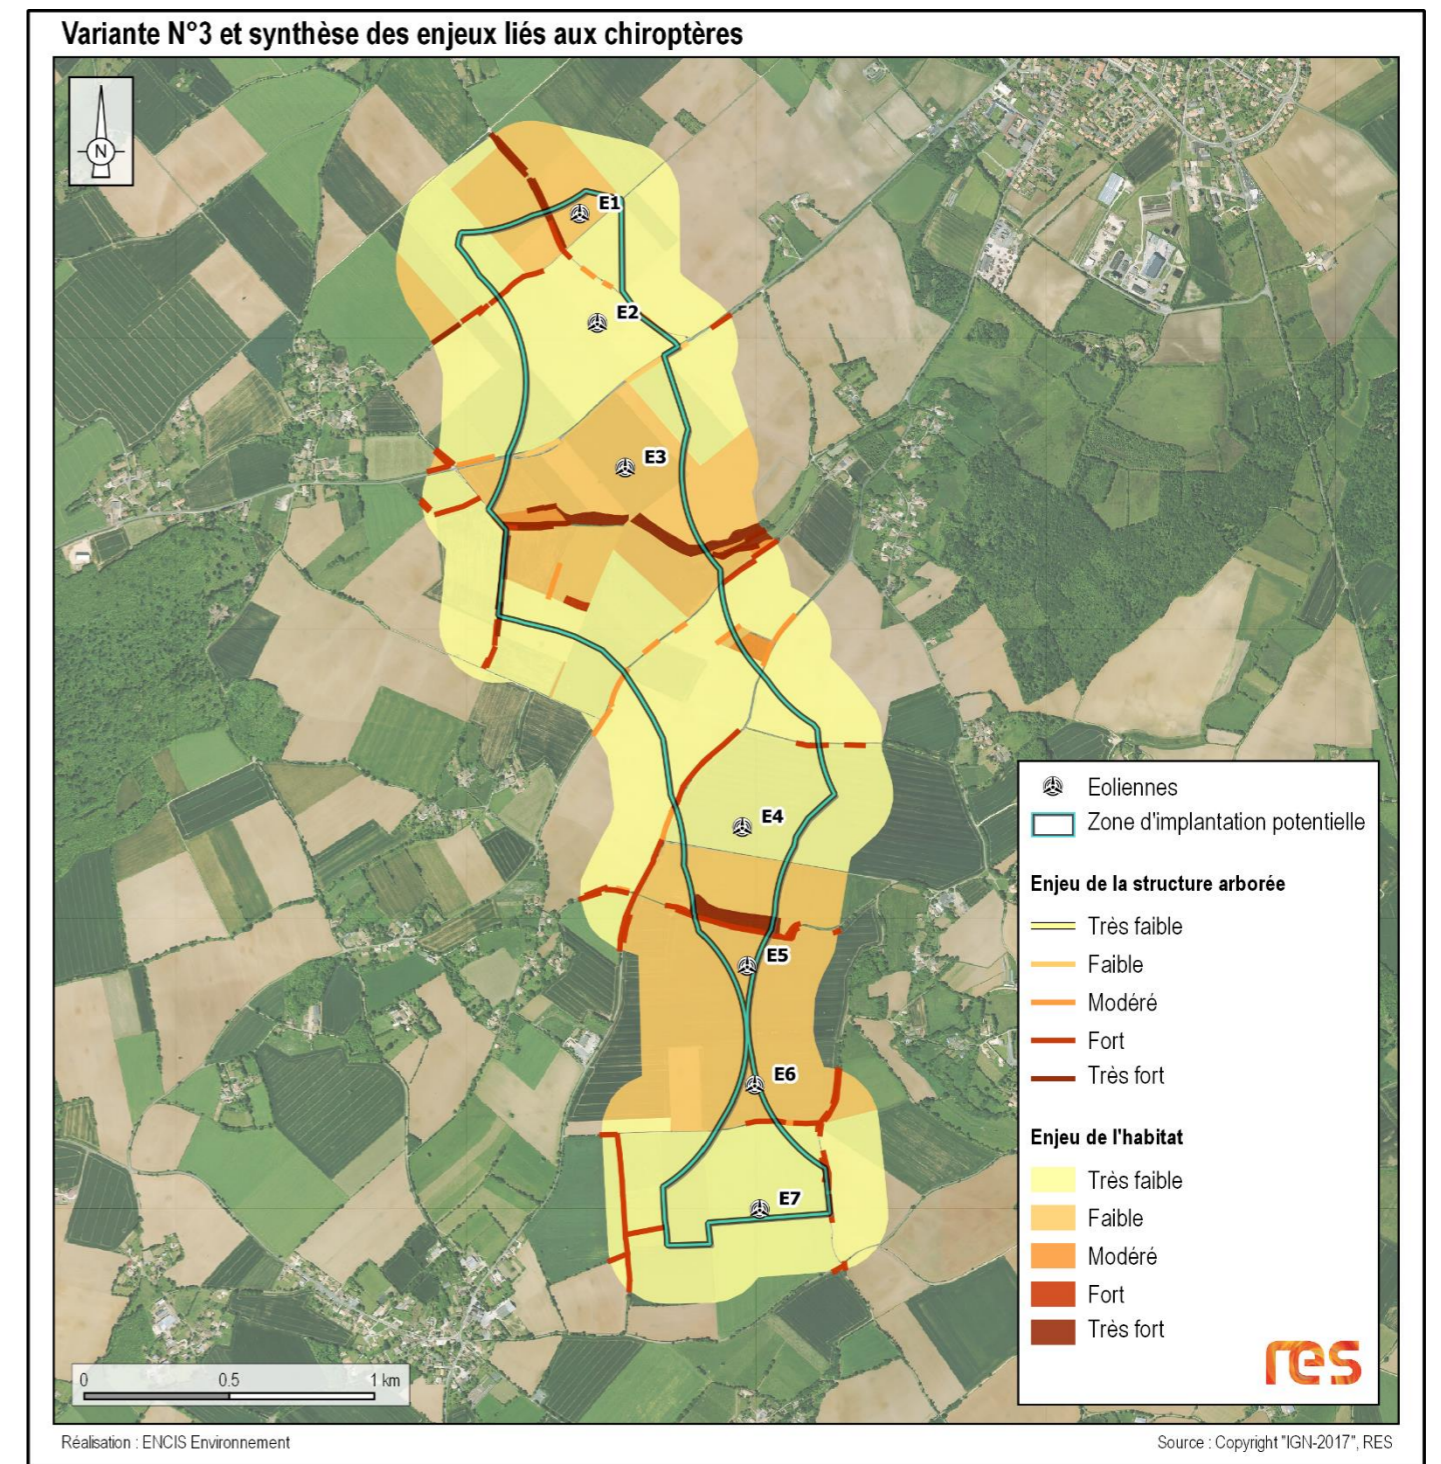 Variante N°3 et synthèse des enjeux liés aux chiroptères
N
E1
E2
E3
E4
E5
E6
E7
Eoliennes
Zone d'implantation potentielle
Enjeu de la structure arborée
Très faible
Faible
Modéré
Fort
Très fort
Enjeu de l'habitat
Très faible
Faible
Modéré
Fort
Très fort
res
0 0.5 1 km
Réalisation : ENCIS Environnement
Source : Copyright "IGN-2017", RES